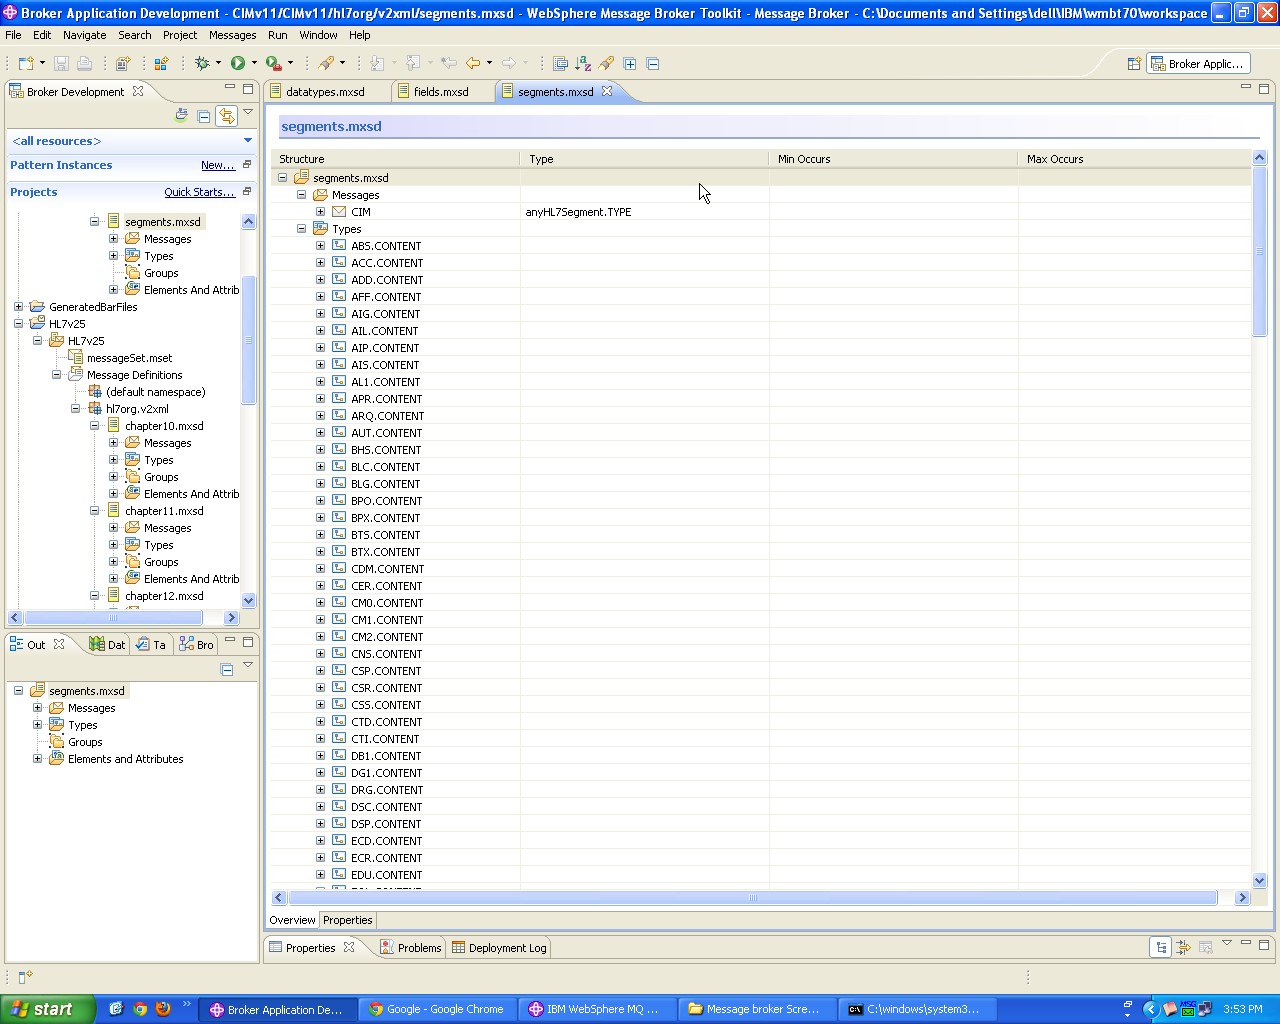 Broker Application Development - CIMv11/CIMv11/hl7org/v2xml/segments.mxsd - WebSphere Message Broker Toolkit - Message Broker - C:\Documents and Settings\dell\IBM\wmbt70\workspace
File Edit Navigate Search Project Messages Run Window Help
Broker Applic...
Broker Development
<all resources>
Pattern Instances New...
Projects Quick Starts...
segments.mxsd
Messages
Types
Groups
Elements And Attrib
GeneratedBarFiles
HL7v25
HL7v25
messageSet.mset
Message Definitions
(default namespace)
hl7org.v2xml
chapter10.mxsd
Messages
Types
Groups
Elements And Attrib
chapter11.mxsd
Messages
Types
Groups
Elements And Attrib
chapter12.mxsd
Out Dat Ta Bro
segments.mxsd
Messages
Types
Groups
Elements and Attributes
datatypes.mxsd fields.mxsd segments.mxsd
segments.mxsd
Structure Type Min Occurs Max Occurs
segments.mxsd
Messages
CIM anyHL7Segment.TYPE
Types
ABS.CONTENT
ACC.CONTENT
ADD.CONTENT
AFF.CONTENT
AIG.CONTENT
AIL.CONTENT
AIP.CONTENT
AIS.CONTENT
AL1.CONTENT
APR.CONTENT
ARQ.CONTENT
AUT.CONTENT
BHS.CONTENT
BLC.CONTENT
BLG.CONTENT
BPO.CONTENT
BPX.CONTENT
BTS.CONTENT
BTX.CONTENT
CDM.CONTENT
CER.CONTENT
CM0.CONTENT
CM1.CONTENT
CM2.CONTENT
CNS.CONTENT
CSP.CONTENT
CSR.CONTENT
CSS.CONTENT
CTD.CONTENT
CTI.CONTENT
DB1.CONTENT
DG1.CONTENT
DRG.CONTENT
DSC.CONTENT
DSP.CONTENT
ECD.CONTENT
ECR.CONTENT
EDU.CONTENT
Overview Properties
Properties Problems Deployment Log
start Broker Application De... Google - Google Chrome IBM WebSphere MQ ... Message broker Scre... C:\windows\system3... MSG 3:53 PM